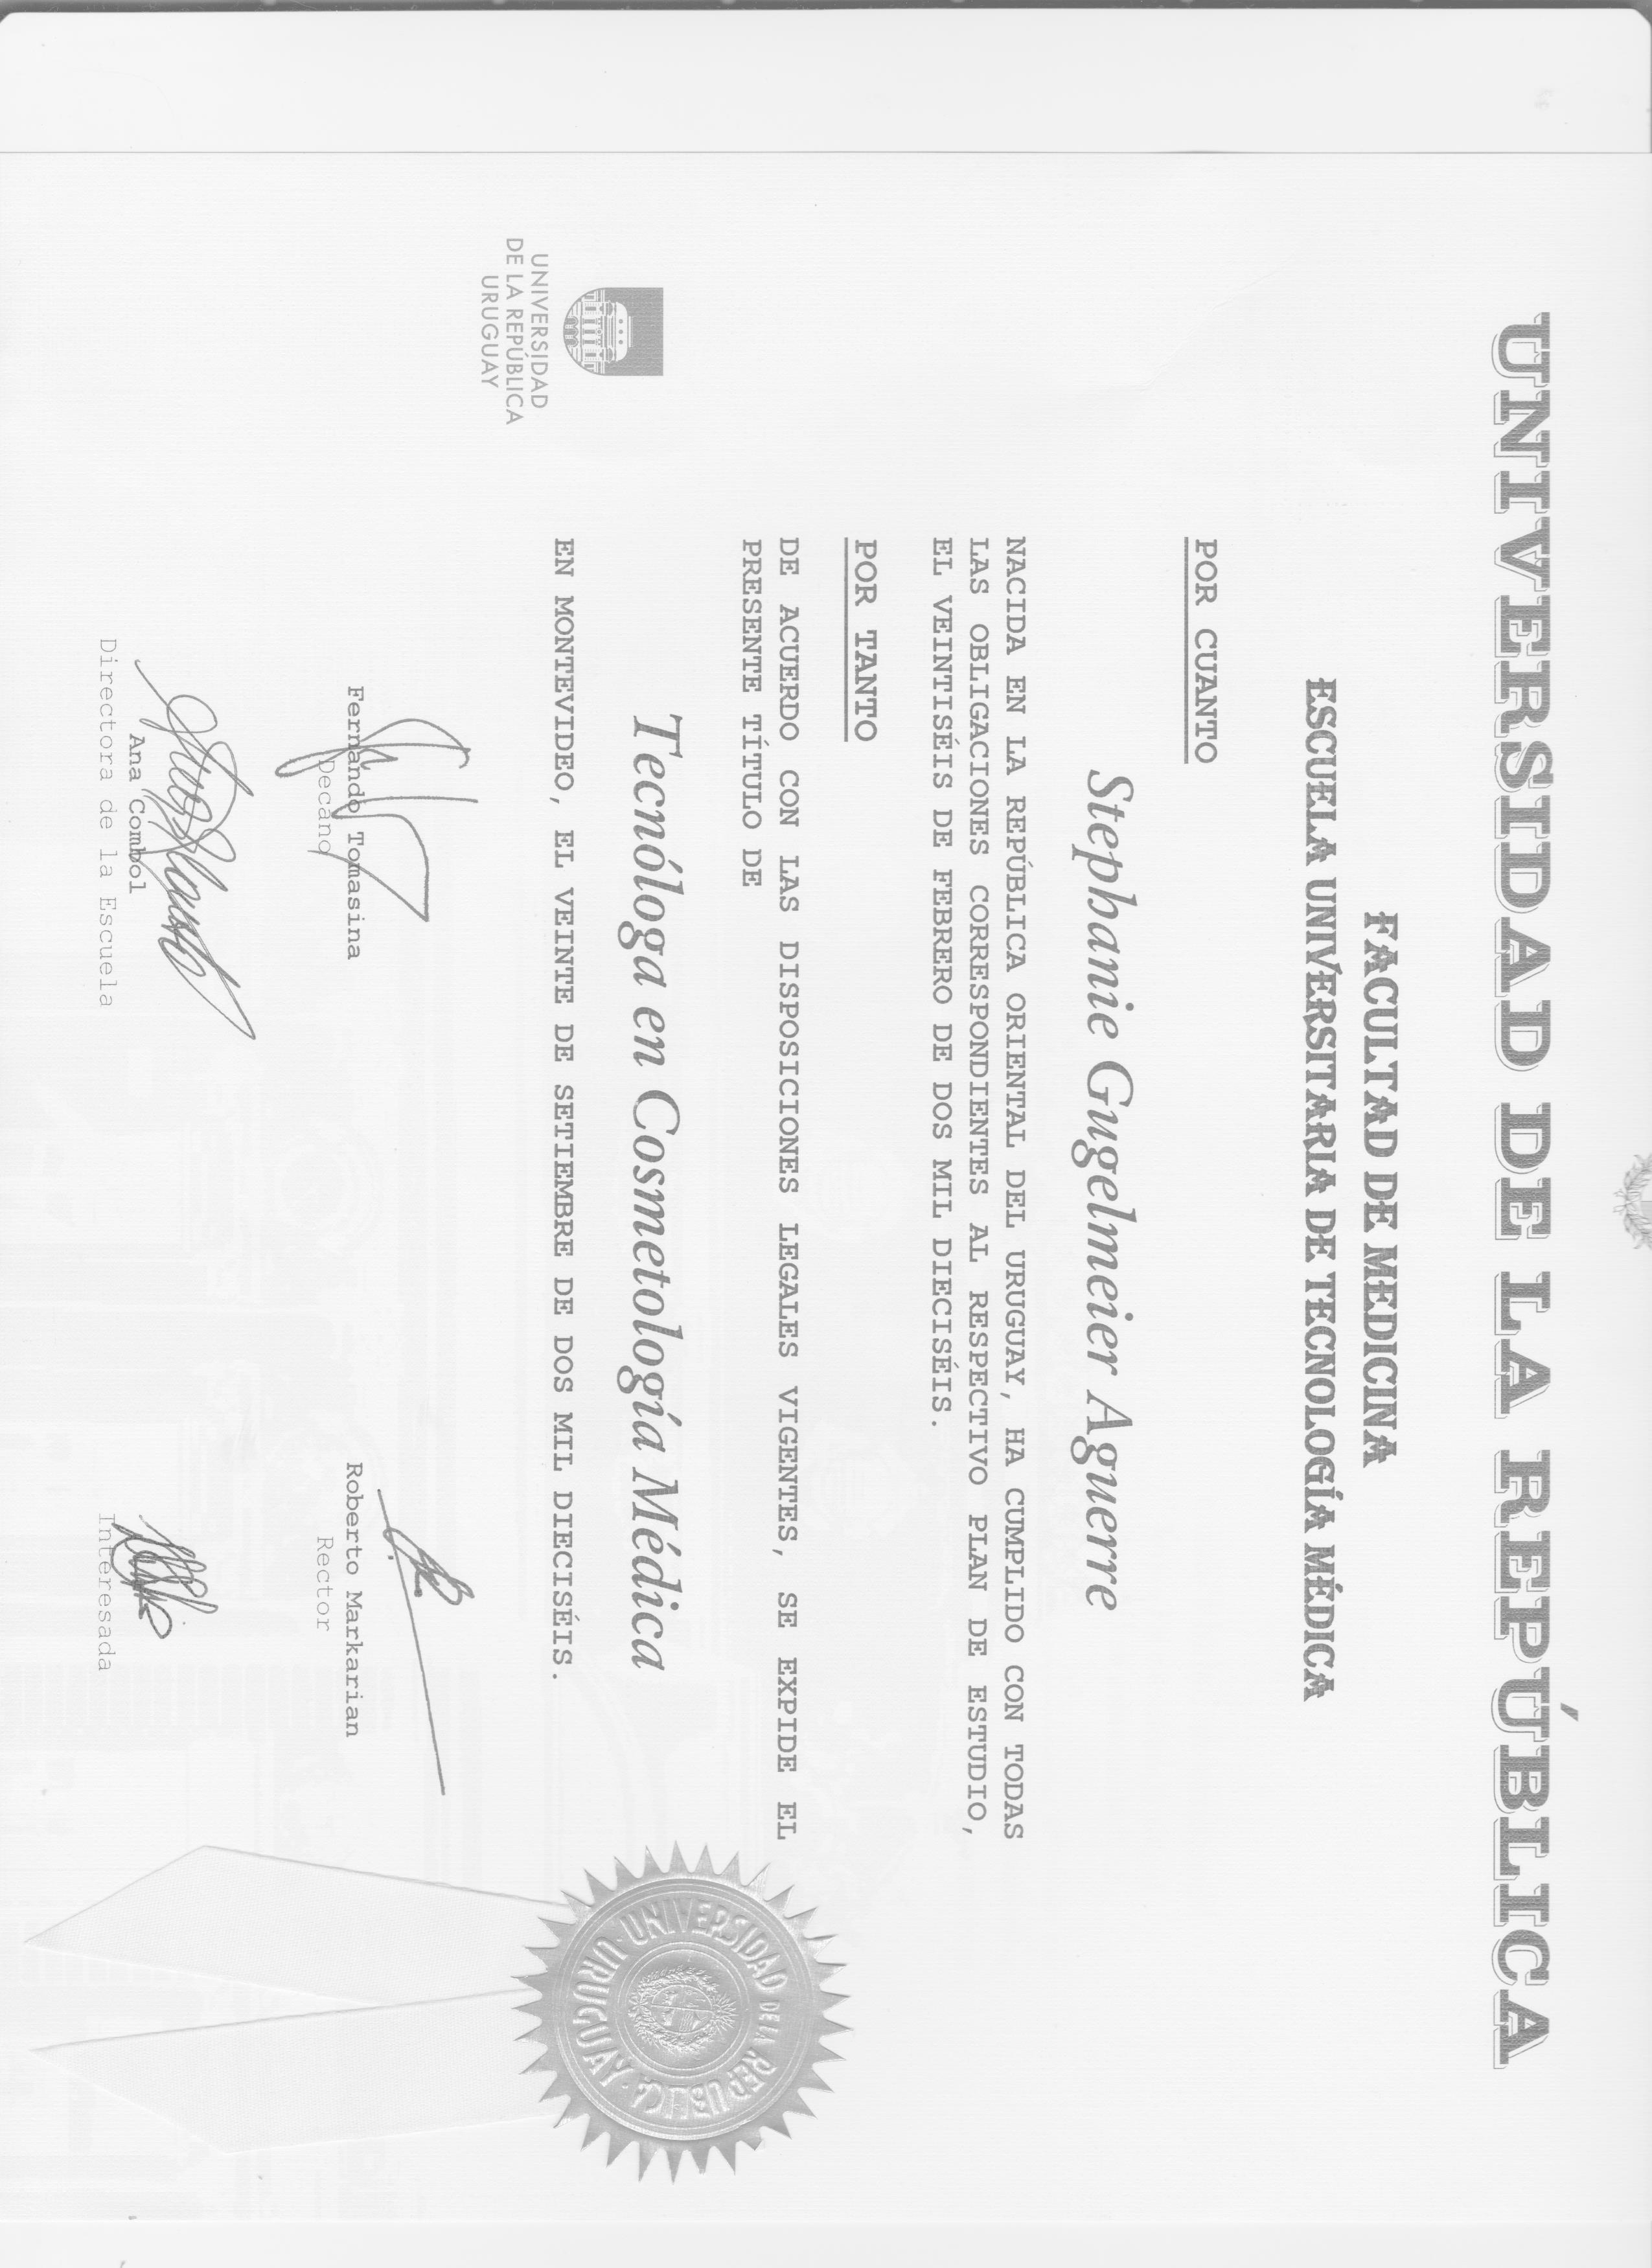 UNIVERSIDAD DE LA REPÚBLICA
FACULTAD DE MEDICINA
ESCUELA UNIVERSITARIA DE TECNOLOGÍA MÉDICA
POR CUANTO
Stephanie Gugelmeier Aguerre
NACIDA EN LA REPÚBLICA ORIENTAL DEL URUGUAY, HA CUMPLIDO CON TODAS
LAS OBLIGACIONES CORRESPONDIENTES AL RESPECTIVO PLAN DE ESTUDIO,
EL VEINTISÉIS DE FEBRERO DE DOS MIL DIECISÉIS.
POR TANTO
DE ACUERDO CON LAS DISPOSICIONES LEGALES VIGENTES, SE EXPIDE EL
PRESENTE TÍTULO DE
Tecnóloga en Cosmetología Médica
EN MONTEVIDEO, EL VEINTE DE SETIEMBRE DE DOS MIL DIECISÉIS.
UNIVERSIDAD
DE LA REPÚBLICA
URUGUAY
Fernando Tomasina
Decano
Roberto Markarian
Rector
Ana Combol
Directora de la Escuela
Interesada
UNIVERSIDAD DE LA REPUBLICA
URUGUAY